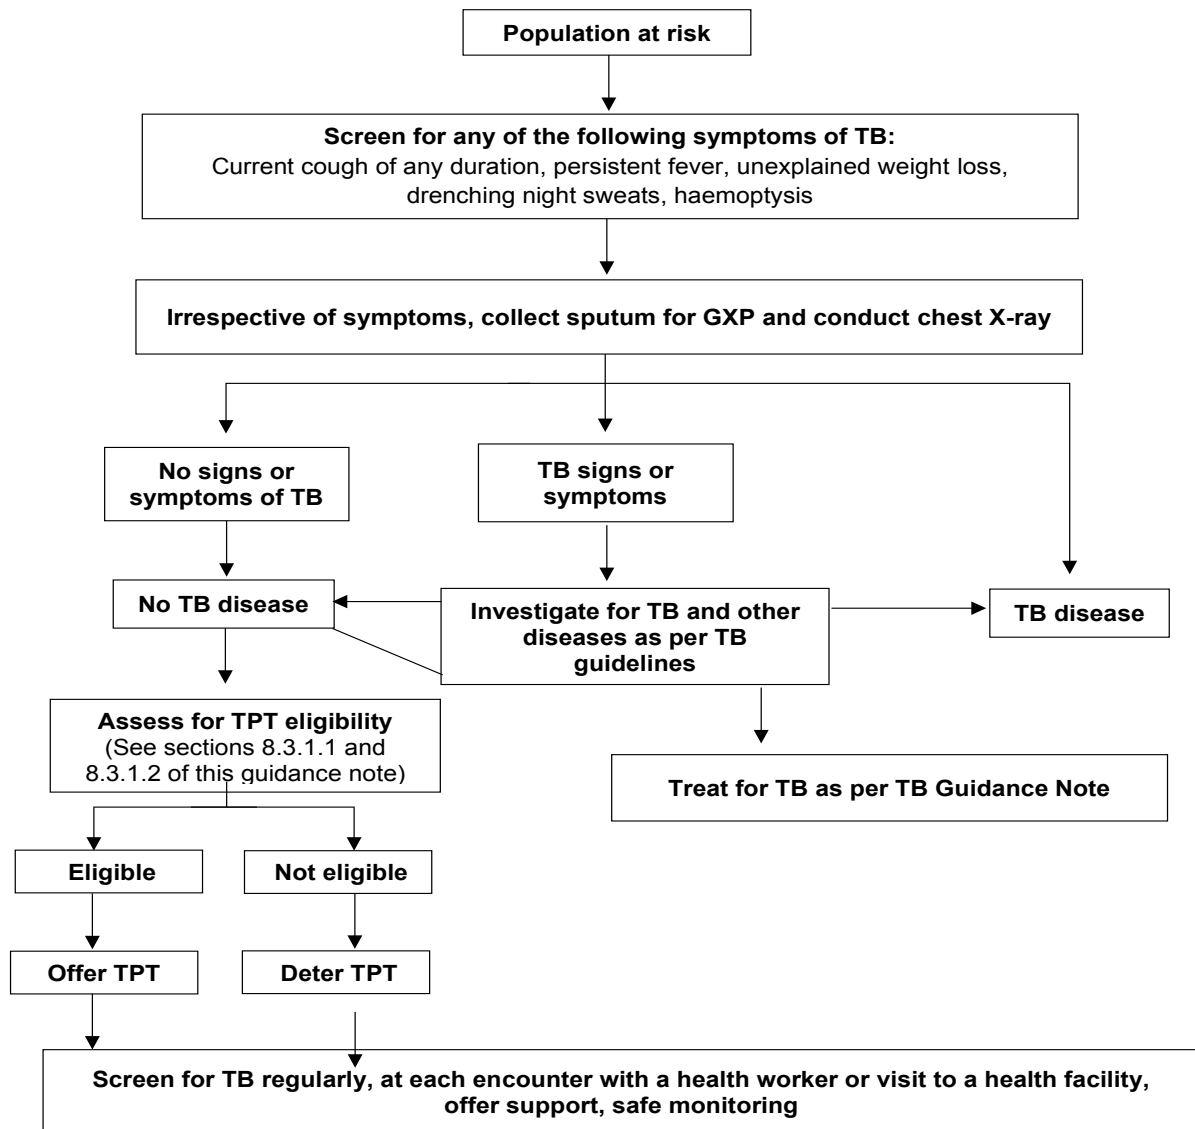 Population at risk
Screen for any of the following symptoms of TB:
Current cough of any duration, persistent fever, unexplained weight loss,
drenching night sweats, haemoptysis
Irrespective of symptoms, collect sputum for GXP and conduct chest X-ray
No signs or
symptoms of TB
TB signs or
symptoms
No TB disease
Investigate for TB and other
diseases as per TB
guidelines
TB disease
Assess for TPT eligibility
(See sections 8.3.1.1 and
8.3.1.2 of this guidance note)
Treat for TB as per TB Guidance Note
Eligible
Not eligible
Offer TPT
Deter TPT
Screen for TB regularly, at each encounter with a health worker or visit to a health facility,
offer support, safe monitoring